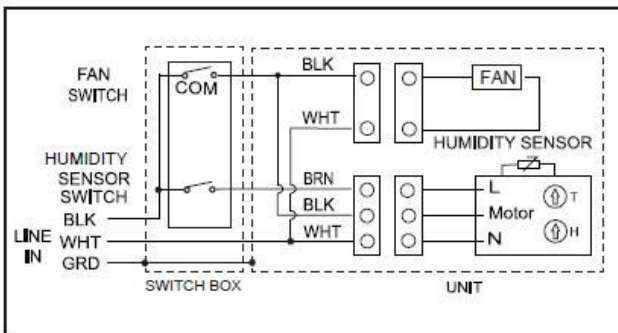 FAN
SWITCH
COM
BLK
FAN
WHT
HUMIDITY SENSOR
HUMIDITY
SENSOR
SWITCH
BRN
L
T
BLK
BLK
Motor
LINE
IN
WHT
WHT
N
H
GRD
SWITCH BOX
UNIT